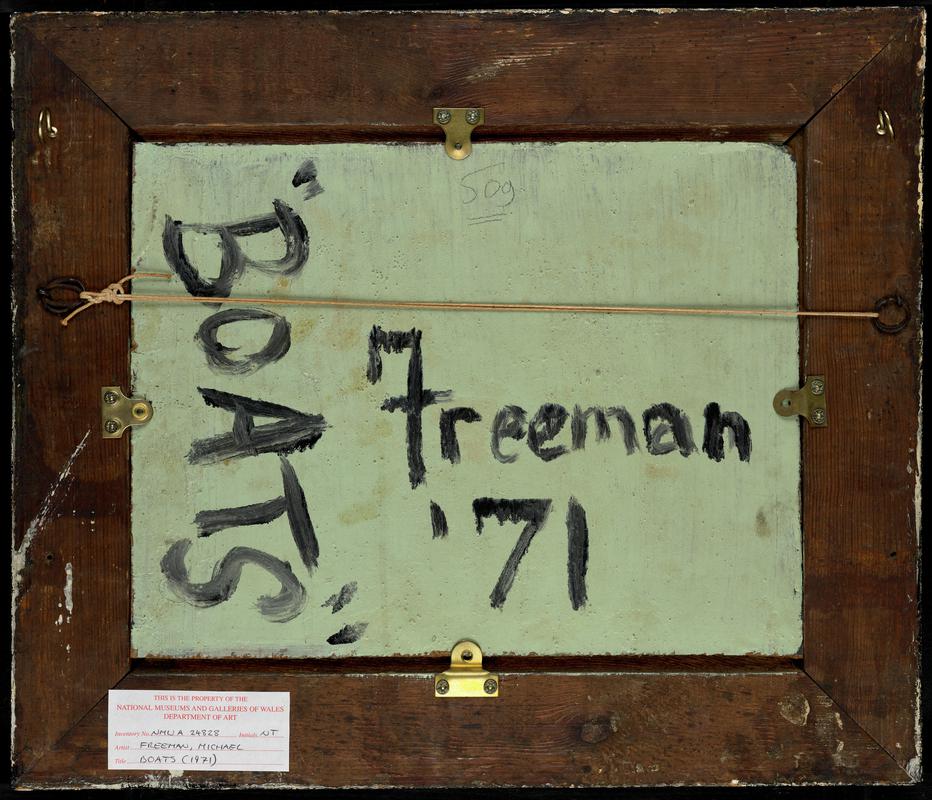 509
"BOATS"
Freeman
'71
THIS IS THE PROPERTY OF THE
NATIONAL MUSEUMS AND GALLERIES OF WALES
DEPARTMENT OF ART
Inventory No. NMW A 24828 Initials NT
Artist FREEMAN, MICHAEL
Title BOATS (1971)